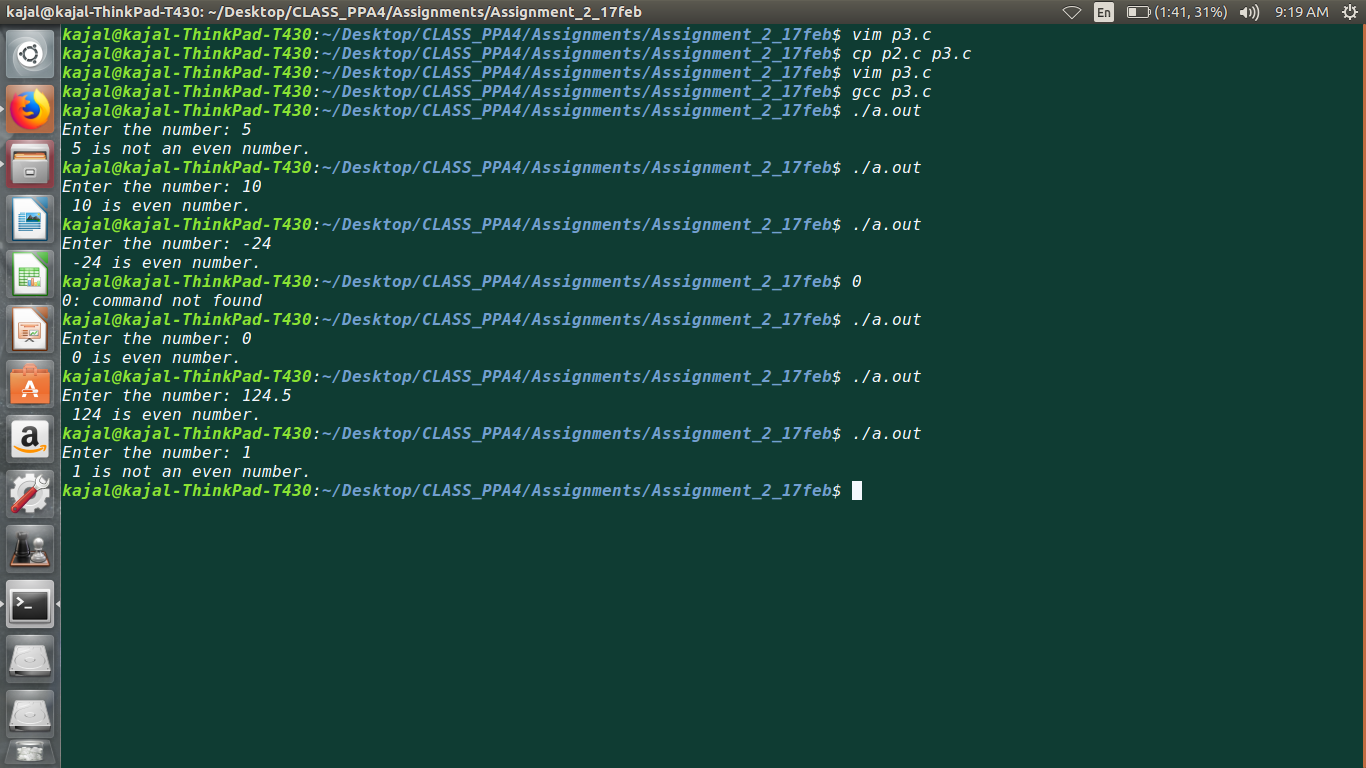 kajal@kajal-ThinkPad-T430: ~/Desktop/CLASS_PPA4/Assignments/Assignment_2_17feb En (1:41, 31%) 9:19 AM
kajal@kajal-ThinkPad-T430:~/Desktop/CLASS_PPA4/Assignments/Assignment_2_17feb$ vim p3.c
kajal@kajal-ThinkPad-T430:~/Desktop/CLASS_PPA4/Assignments/Assignment_2_17feb$ cp p2.c p3.c
kajal@kajal-ThinkPad-T430:~/Desktop/CLASS_PPA4/Assignments/Assignment_2_17feb$ vim p3.c
kajal@kajal-ThinkPad-T430:~/Desktop/CLASS_PPA4/Assignments/Assignment_2_17feb$ gcc p3.c
kajal@kajal-ThinkPad-T430:~/Desktop/CLASS_PPA4/Assignments/Assignment_2_17feb$ ./a.out
Enter the number: 5
 5 is not an even number.
kajal@kajal-ThinkPad-T430:~/Desktop/CLASS_PPA4/Assignments/Assignment_2_17feb$ ./a.out
Enter the number: 10
 10 is even number.
kajal@kajal-ThinkPad-T430:~/Desktop/CLASS_PPA4/Assignments/Assignment_2_17feb$ ./a.out
Enter the number: -24
 -24 is even number.
kajal@kajal-ThinkPad-T430:~/Desktop/CLASS_PPA4/Assignments/Assignment_2_17feb$ 0
0: command not found
kajal@kajal-ThinkPad-T430:~/Desktop/CLASS_PPA4/Assignments/Assignment_2_17feb$ ./a.out
Enter the number: 0
 0 is even number.
kajal@kajal-ThinkPad-T430:~/Desktop/CLASS_PPA4/Assignments/Assignment_2_17feb$ ./a.out
Enter the number: 124.5
 124 is even number.
kajal@kajal-ThinkPad-T430:~/Desktop/CLASS_PPA4/Assignments/Assignment_2_17feb$ ./a.out
Enter the number: 1
 1 is not an even number.
kajal@kajal-ThinkPad-T430:~/Desktop/CLASS_PPA4/Assignments/Assignment_2_17feb$